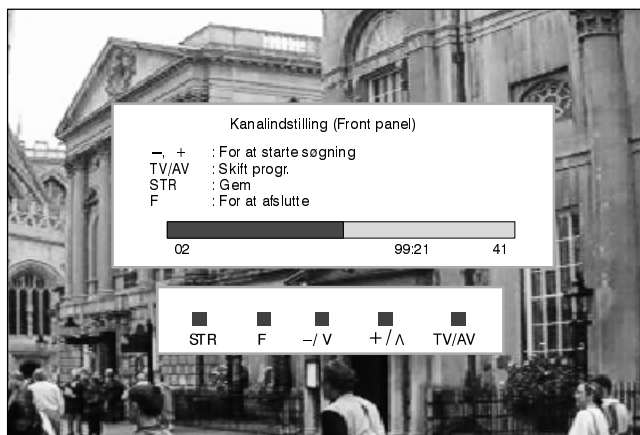 Kanalindstilling (Front panel)
–, + : For at starte søgning
TV/AV : Skift progr.
STR : Gem
F : For at afslutte
02 99:21 41
STR F –/V +/Λ TV/AV